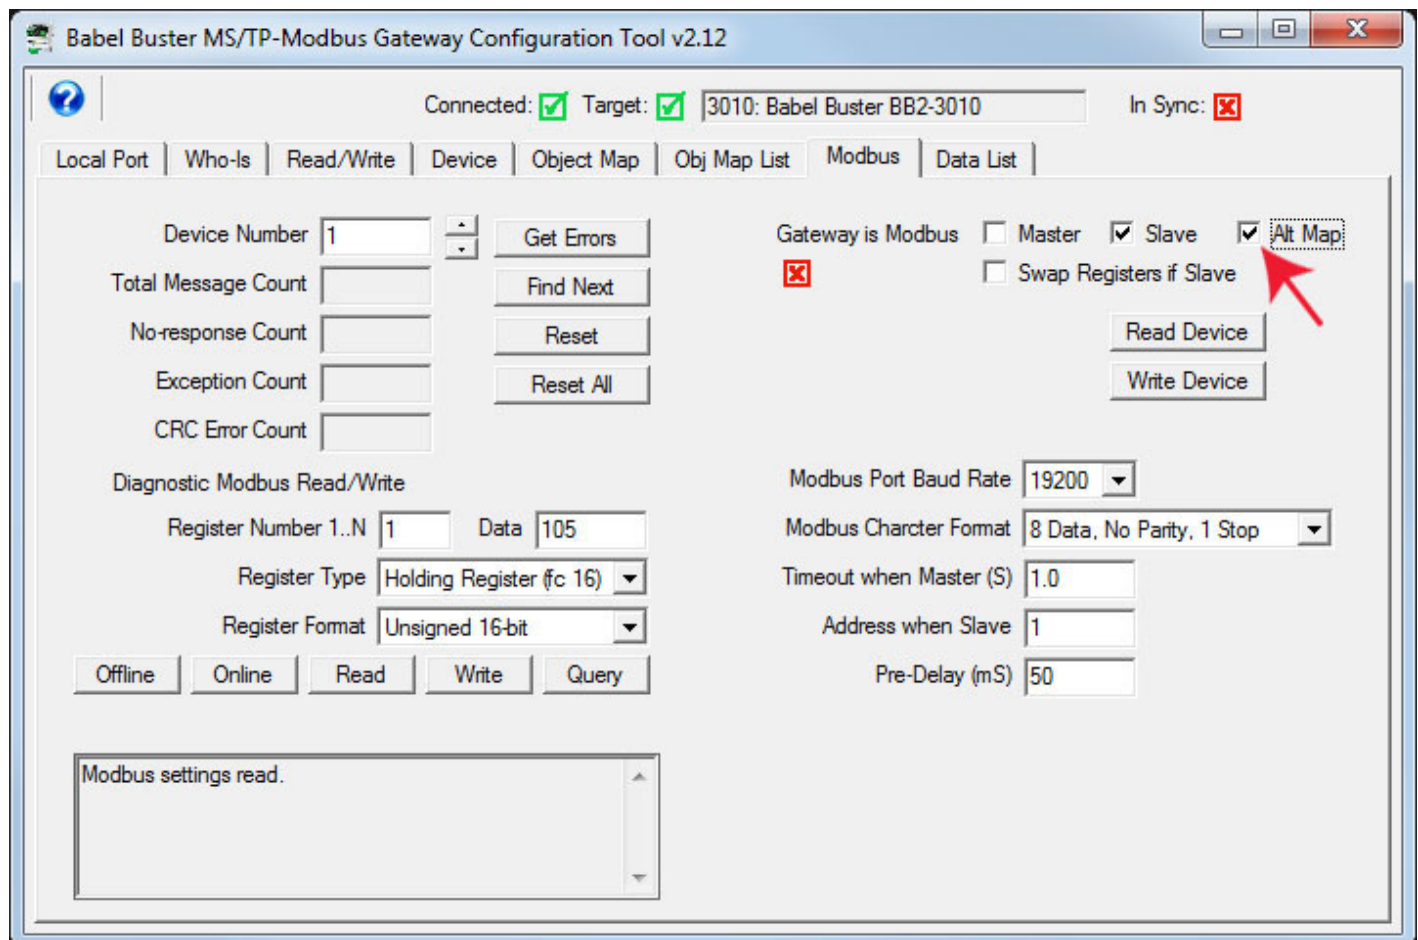 Babel Buster MS/TP-Modbus Gateway Configuration Tool v2.12
Connected: Target: 3010: Babel Buster BB2-3010 In Sync:
Local Port Who-Is Read/Write Device Object Map Obj Map List Modbus Data List
Device Number 1 Get Errors Gateway is Modbus Master Slave Alt Map
Total Message Count Find Next Swap Registers if Slave
No-response Count Reset Read Device
Exception Count Reset All Write Device
CRC Error Count
Diagnostic Modbus Read/Write Modbus Port Baud Rate 19200
Register Number 1..N 1 Data 105 Modbus Charcter Format 8 Data, No Parity, 1 Stop
Register Type Holding Register (fc 16) Timeout when Master (S) 1.0
Register Format Unsigned 16-bit Address when Slave 1
Offline Online Read Write Query Pre-Delay (mS) 50
Modbus settings read.